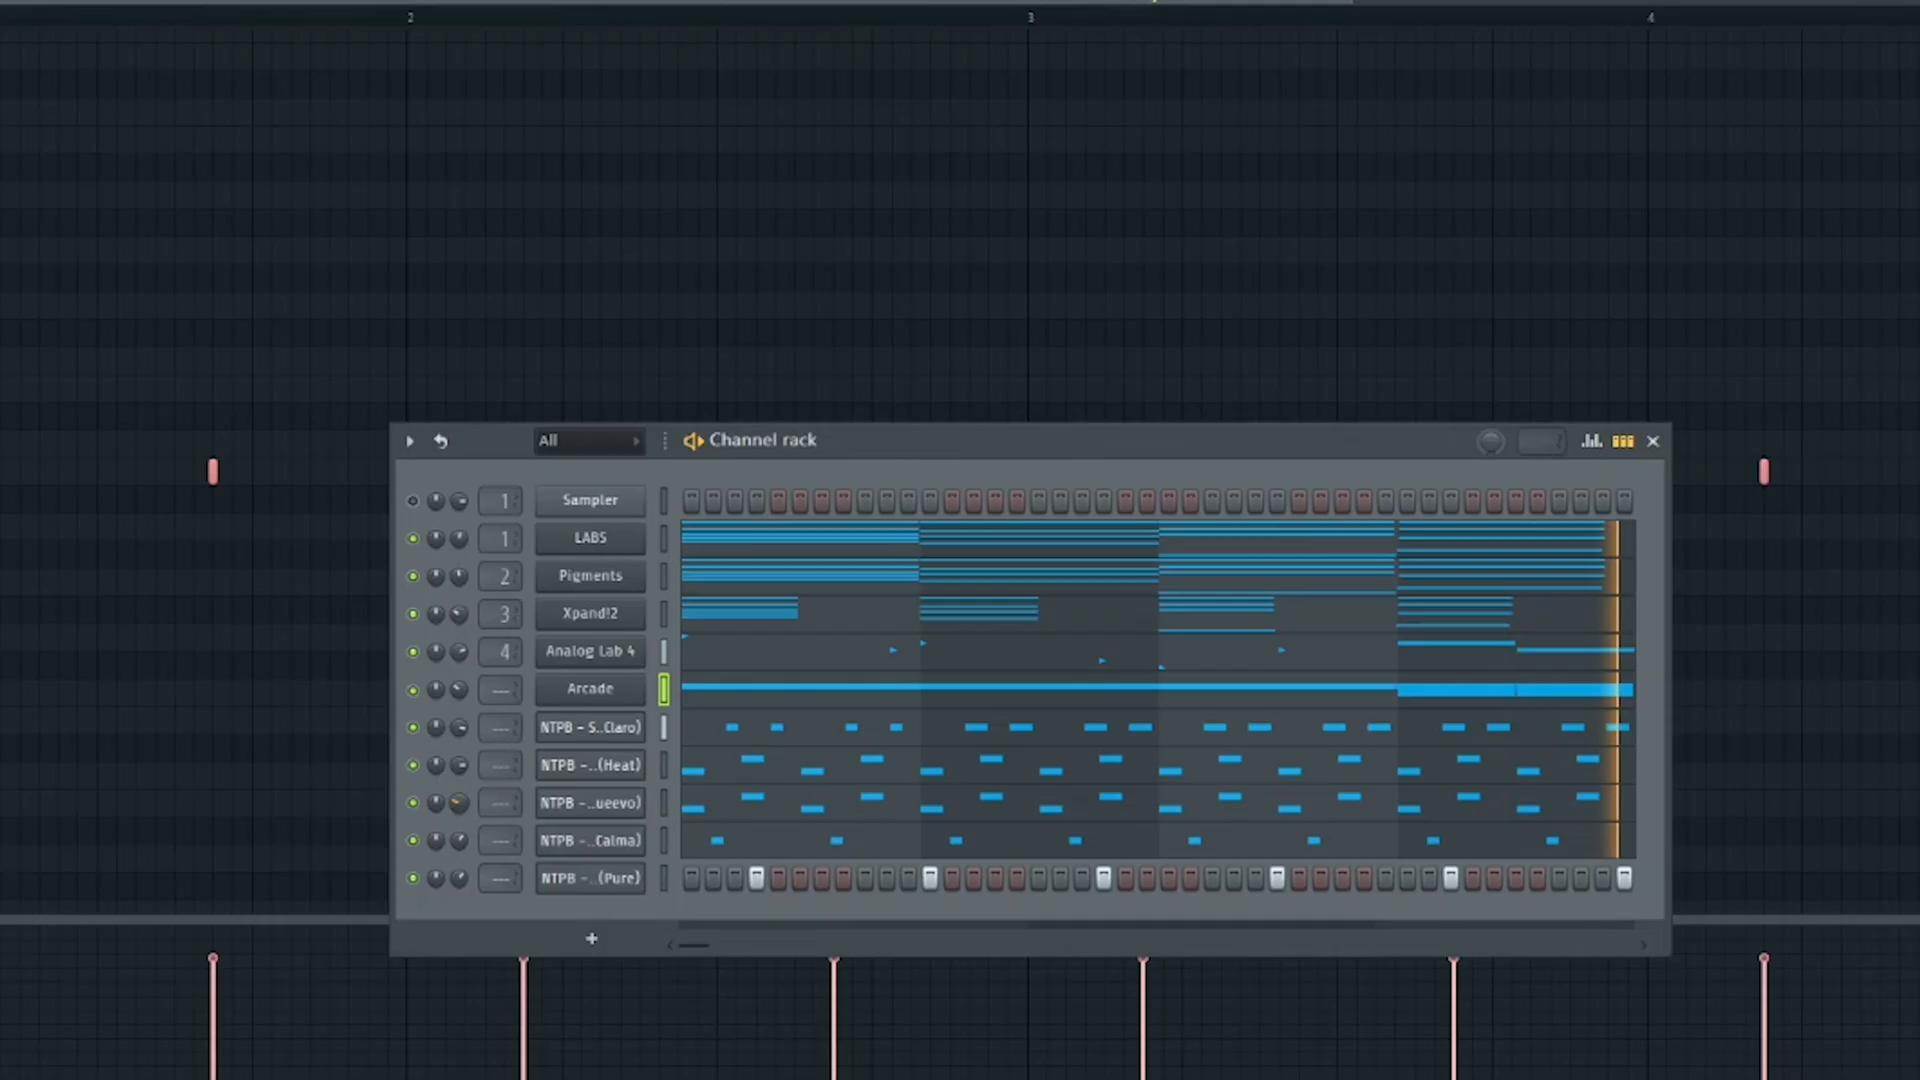 2 3 4
All Channel rack
1 Sampler
1 LABS
2 Pigments
3 Xpand!2
4 Analog Lab 4
--- Arcade
--- NTPB - S..Claro)
--- NTPB -..(Heat)
--- NTPB -..ueevo)
--- NTPB -..Calma)
--- NTPB -..(Pure)
+